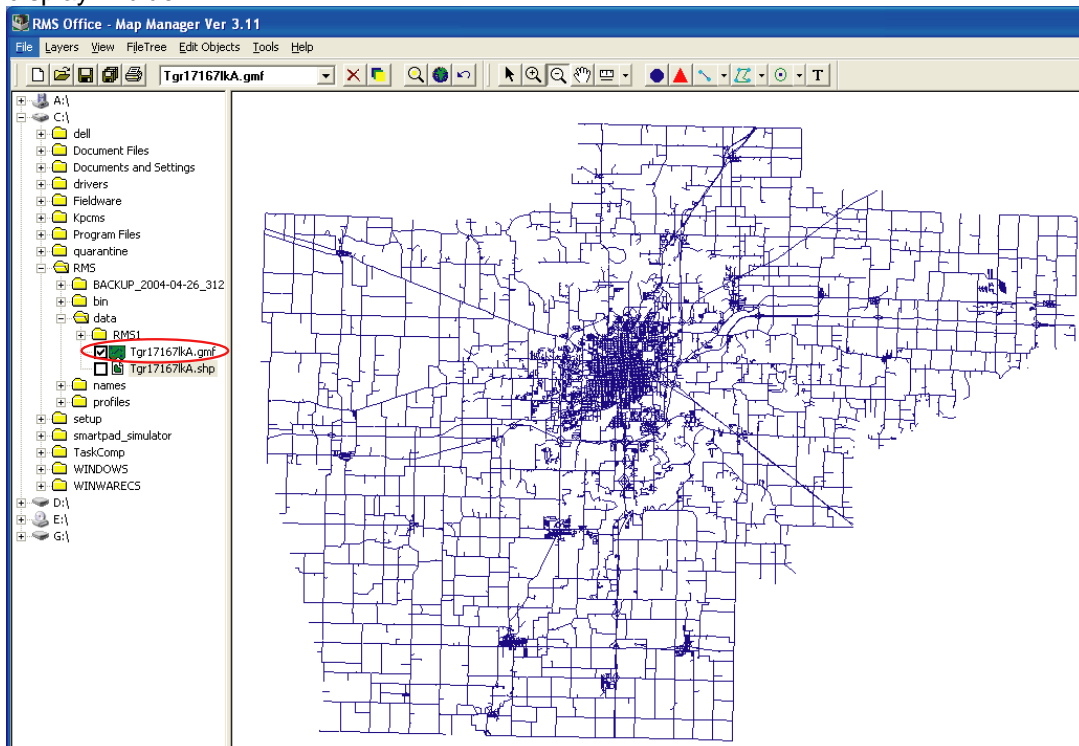 RMS Office - Map Manager Ver 3.11
File Layers View FileTree Edit Objects Tools Help
Tgr17167lkA.gmf
T
A:\
C:\
dell
Document Files
Documents and Settings
drivers
Fieldware
Kpcms
Program Files
quarantine
RMS
BACKUP_2004-04-26_312
bin
data
RMS1
Tgr17167lkA.gmf
Tgr17167lkA.shp
names
profiles
setup
smartpad_simulator
TaskComp
WINDOWS
WINWARECS
D:\
E:\
G:\